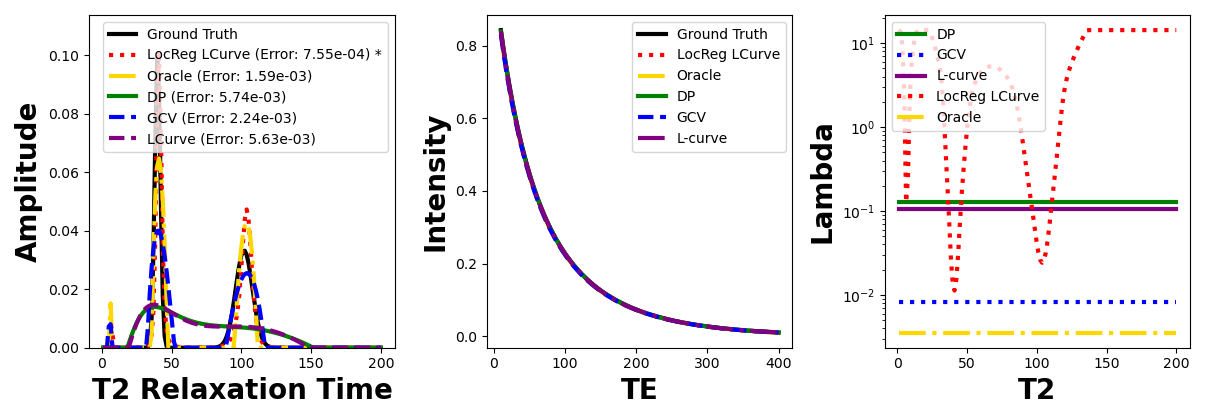 Ground Truth
LocReg LCurve (Error: 7.55e-04) *
Oracle (Error: 1.59e-03)
DP (Error: 5.74e-03)
GCV (Error: 2.24e-03)
LCurve (Error: 5.63e-03)
0.10
0.08
0.06
0.04
0.02
0.00
Amplitude
0 50 100 150 200
T2 Relaxation Time
Ground Truth
LocReg LCurve
Oracle
DP
GCV
L-curve
0.8
0.6
0.4
0.2
0.0
Intensity
0 100 200 300 400
TE
DP
GCV
L-curve
LocReg LCurve
Oracle
10¹
10⁰
10⁻¹
10⁻²
Lambda
0 50 100 150 200
T2